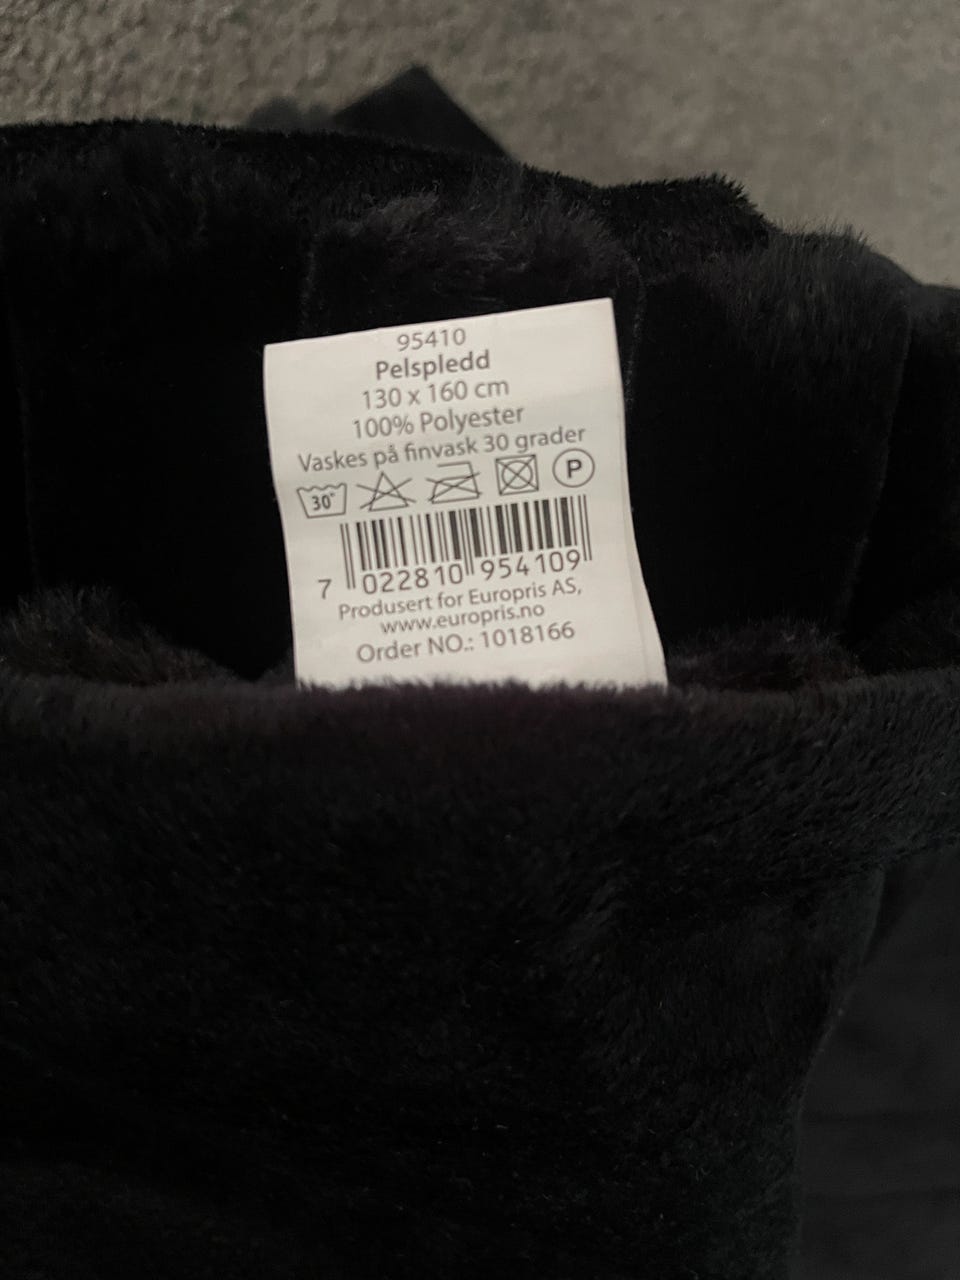 95410
Pelspledd
130 x 160 cm
100% Polyester
Vaskes på finvask 30 grader
30° P
7 022810 954109
Produsert for Europris AS,
www.europris.no
Order NO.: 1018166